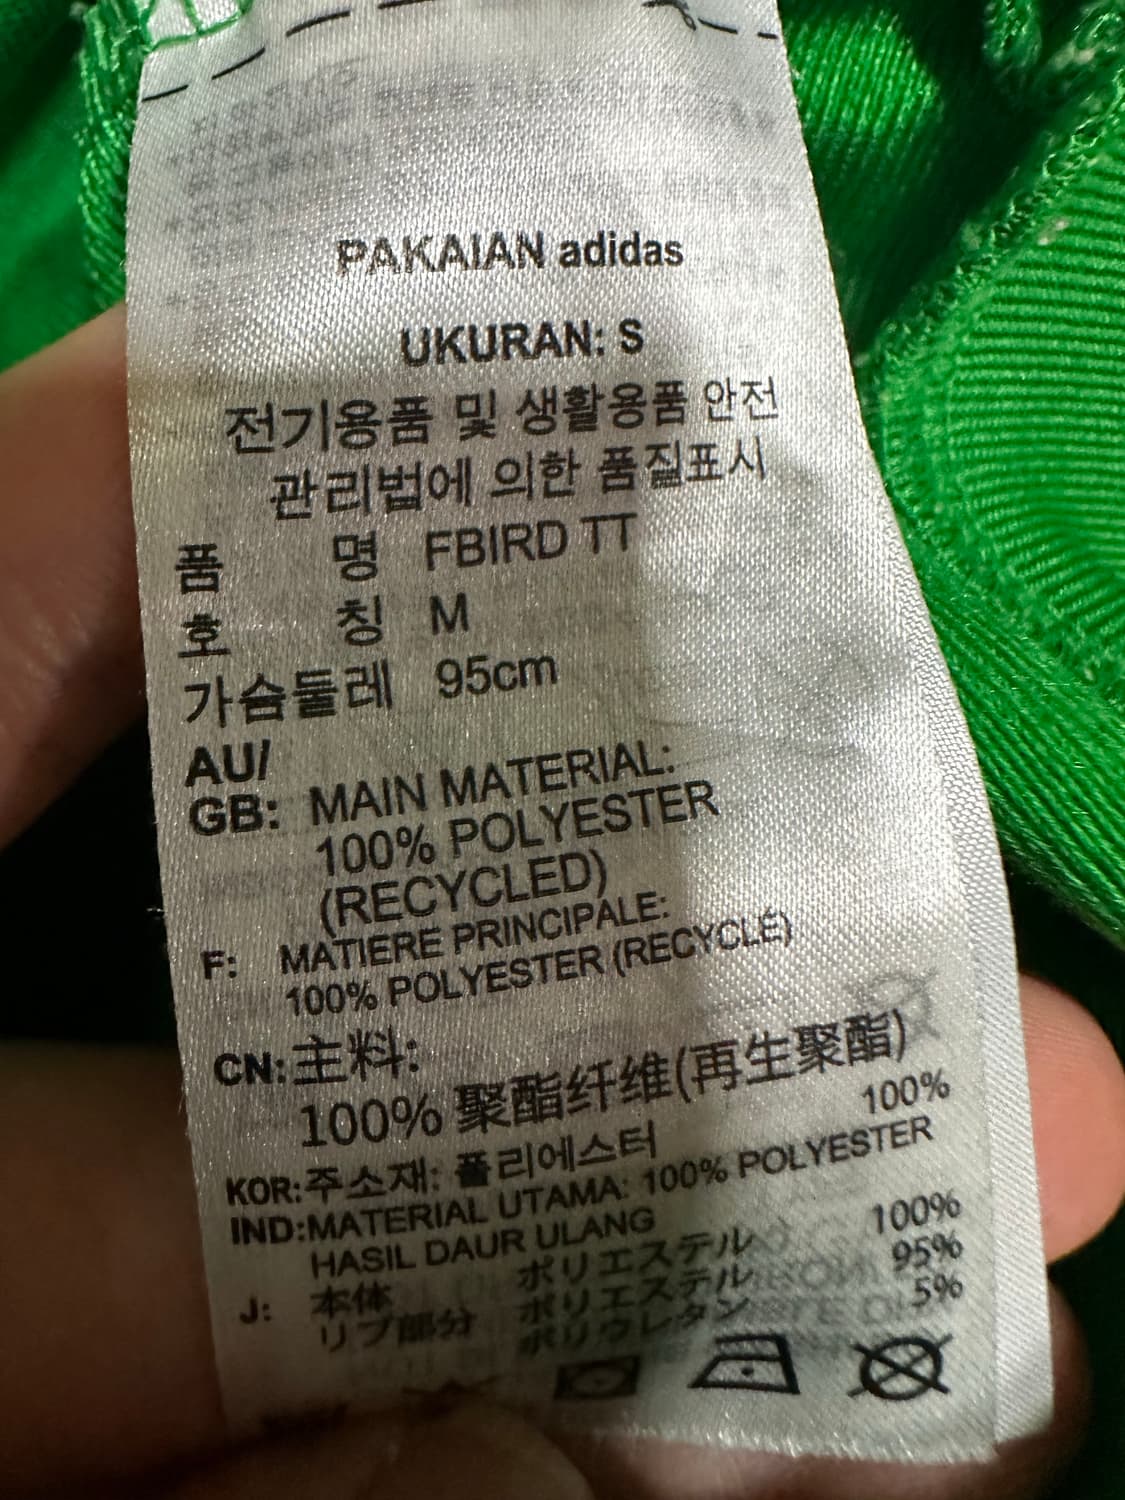 PAKAIAN adidas
UKURAN: S
전기용품 및 생활용품 안전
관리법에 의한 품질표시
품 명 FBIRD TT
호 칭 M
가슴둘레 95cm
AU/
GB: MAIN MATERIAL:
100% POLYESTER
(RECYCLED)
F: MATIERE PRINCIPALE:
100% POLYESTER (RECYCLÉ)
CN: 主料:
100% 聚酯纤维(再生聚酯)
100%
KOR: 주소재: 폴리에스터
IND: MATERIAL UTAMA: 100% POLYESTER
HASIL DAUR ULANG
J: 本体 ポリエステル 100%
リブ部分 ポリエステル 95%
ポリウレタン 5%